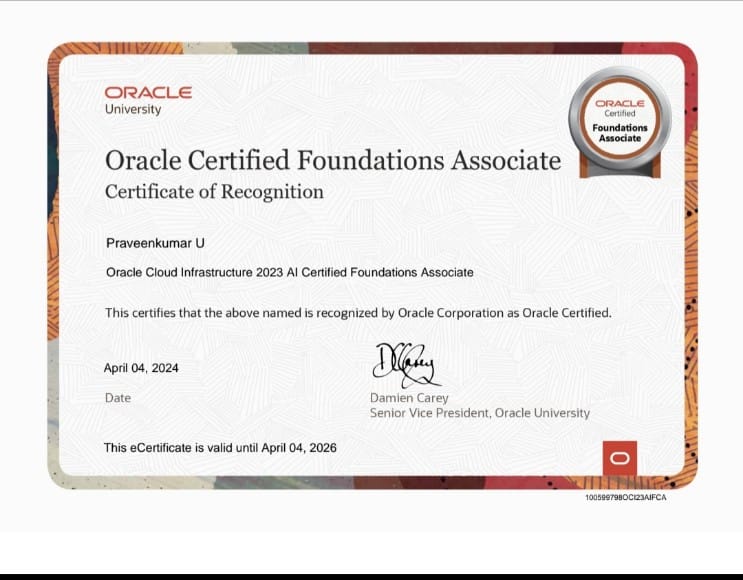 ORACLE
University
ORACLE
Certified
Foundations
Associate
Oracle Certified Foundations Associate
Certificate of Recognition
Praveenkumar U
Oracle Cloud Infrastructure 2023 AI Certified Foundations Associate
This certifies that the above named is recognized by Oracle Corporation as Oracle Certified.
April 04, 2024
Date
DCarey
Damien Carey
Senior Vice President, Oracle University
This eCertificate is valid until April 04, 2026
100599798OCI23AIFCA